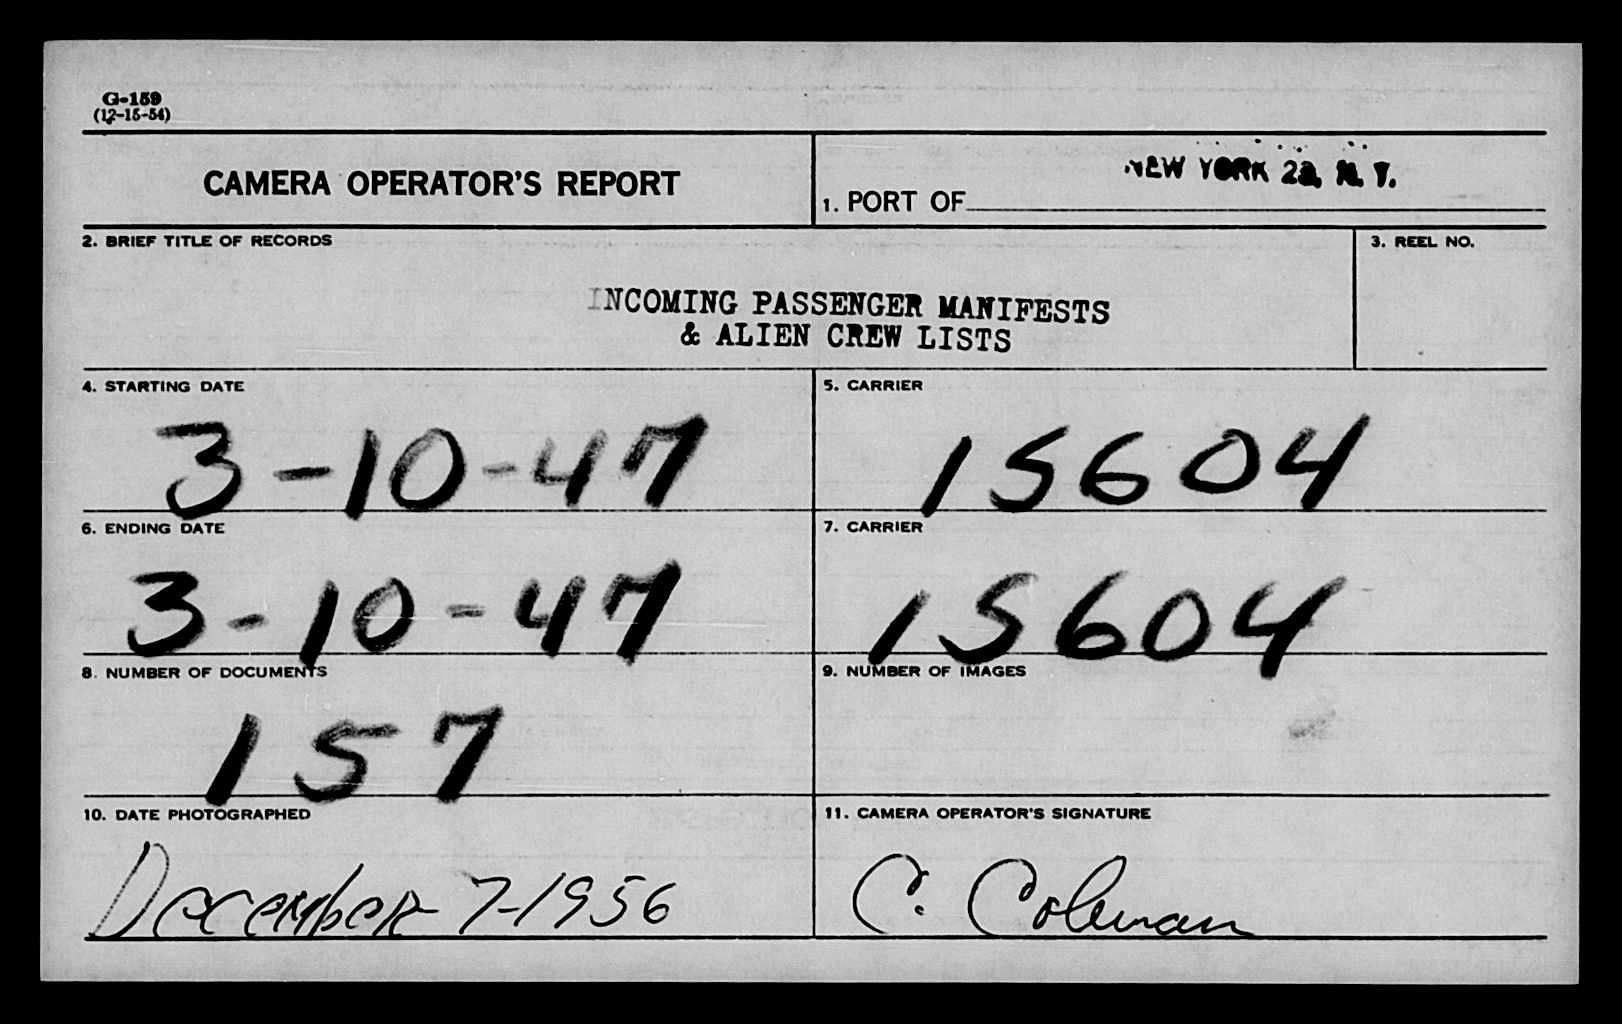 G-159
(12-15-54)
CAMERA OPERATOR'S REPORT
NEW YORK N. Y.
1. PORT OF
2. BRIEF TITLE OF RECORDS
3. REEL NO.
INCOMING PASSENGER MANIFESTS
& ALIEN CREW LISTS
4. STARTING DATE
3-10-47
5. CARRIER
15604
6. ENDING DATE
3-10-47
7. CARRIER
15604
8. NUMBER OF DOCUMENTS
157
9. NUMBER OF IMAGES
10. DATE PHOTOGRAPHED
December 7-1956
11. CAMERA OPERATOR'S SIGNATURE
C. Coleman